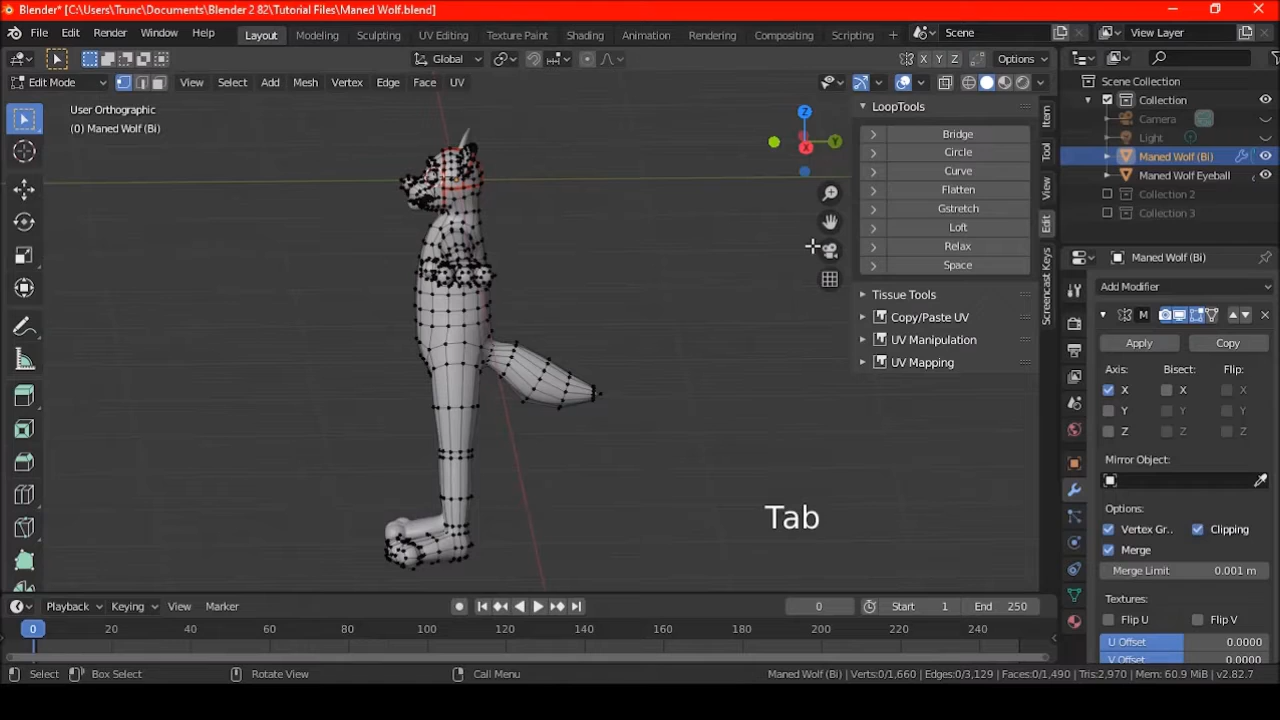 Blender* [C:\Users\Trunc\Documents\Blender 2 82\Tutorial Files\Maned Wolf.blend]
File Edit Render Window Help Layout Modeling Sculpting UV Editing Texture Paint Shading Animation Rendering Compositing Scripting + Scene View Layer
Global X Y Z Options
Edit Mode View Select Add Mesh Vertex Edge Face UV
User Orthographic
(0) Maned Wolf (Bi)
Z
Y
X
LoopTools
Bridge
Circle
Curve
Flatten
Gstretch
Loft
Relax
Space
Tissue Tools
Copy/Paste UV
UV Manipulation
UV Mapping
Item
Tool
View
Edit
Screencast Keys
Scene Collection
Collection
Camera
Light
Maned Wolf (Bi)
Maned Wolf Eyeball
Collection 2
Collection 3
Maned Wolf (Bi)
Add Modifier
M
Apply Copy
Axis: Bisect: Flip:
X X X
Y Y Y
Z Z Z
Mirror Object:
Options:
Vertex Gr.. Clipping
Merge
Merge Limit 0.001 m
Textures:
Flip U Flip V
U Offset 0.0000
V Offset 0.0000
Tab
Playback Keying View Marker 0 Start 1 End 250
0 20 40 60 80 100 120 140 160 180 200 220 240
Select Box Select Rotate View Call Menu Maned Wolf (Bi) | Verts:0/1,660 | Edges:0/3,129 | Faces:0/1,490 | Tris:2,970 | Mem: 60.9 MiB | v2.82.7